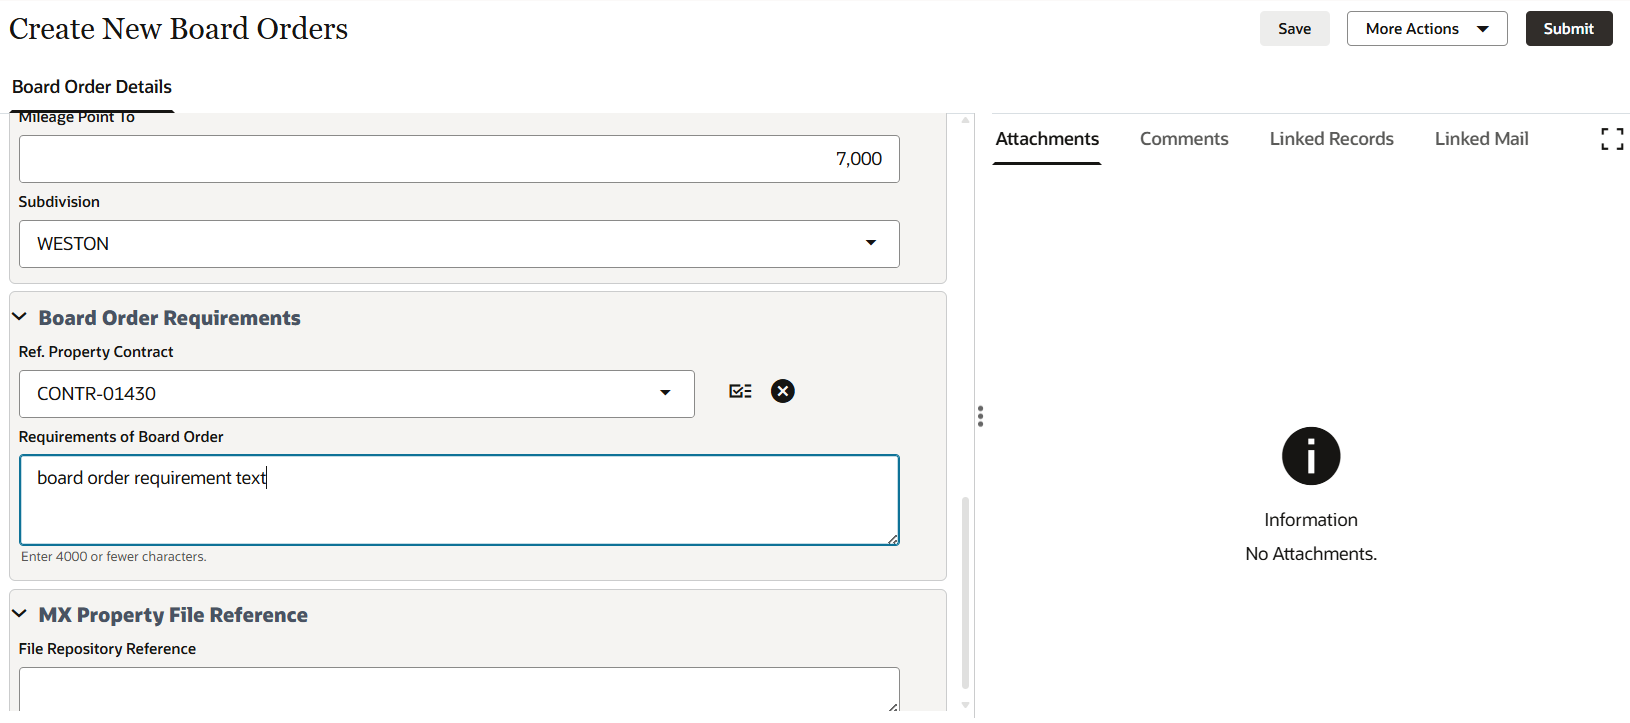 Create New Board Orders
Save
More Actions
Submit
Board Order Details
Mileage Point To
7,000
Subdivision
WESTON
Board Order Requirements
Ref. Property Contract
CONTR-01430
Requirements of Board Order
board order requirement text
Enter 4000 or fewer characters.
MX Property File Reference
File Repository Reference
Attachments
Comments
Linked Records
Linked Mail
Information
No Attachments.